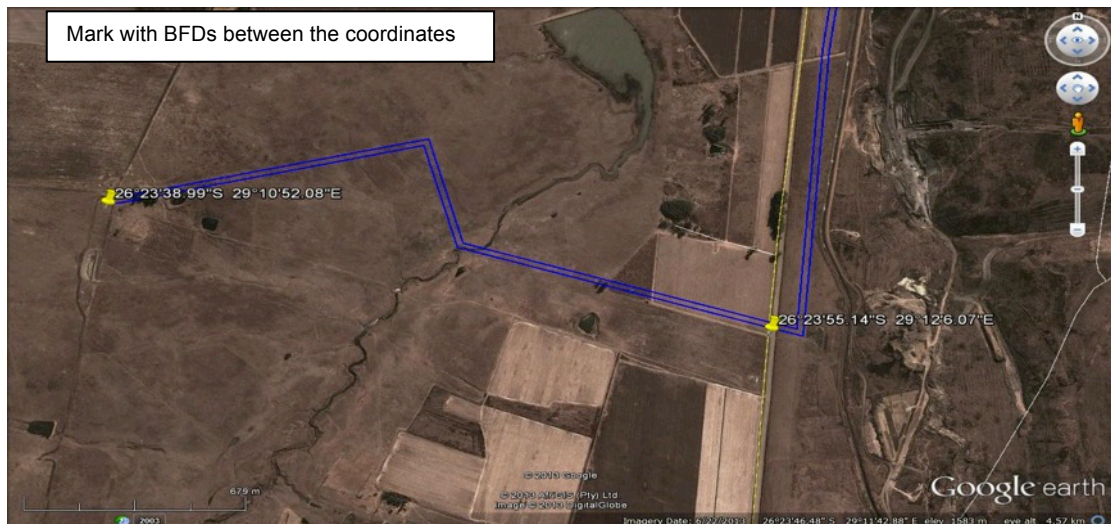 Mark with BFDs between the coordinates
N
26°23'38.99"S 29°10'52.08"E
26°23'55.14"S 29°12'6.07"E
679 m
© 2013 Google
© 2013 AfriGIS (Pty) Ltd
Image © 2013 DigitalGlobe
Google earth
2003
Imagery Date: 6/22/2013 26°23'46.48" S 29°11'42.88" E elev 1583 m eye alt 4.57 km